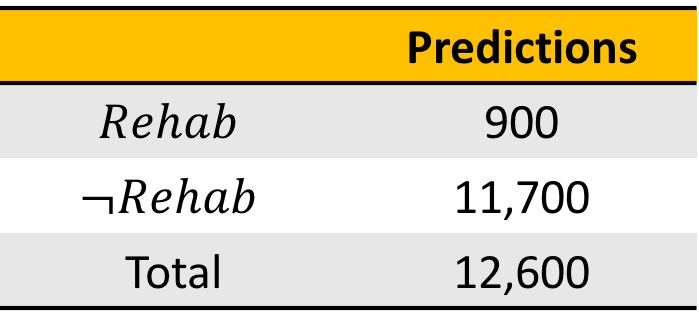 Predictions
Rehab 900
¬Rehab 11,700
Total 12,600